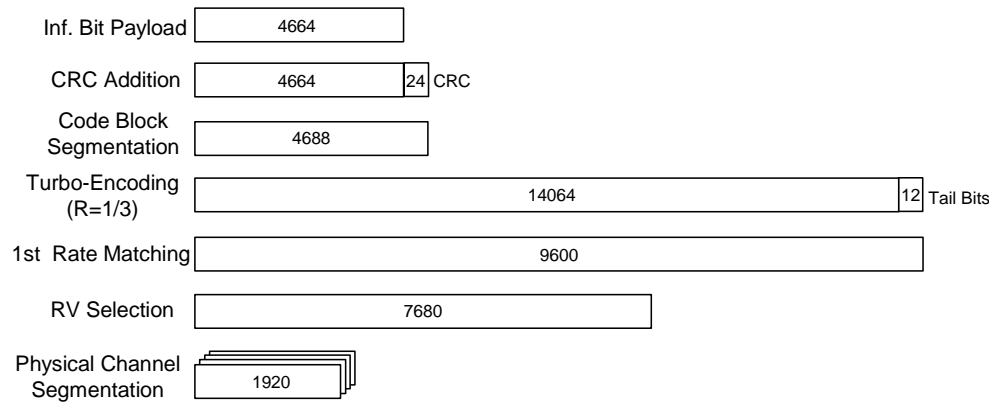 Inf. Bit Payload
4664
CRC Addition
4664
24
CRC
Code Block
Segmentation
4688
Turbo-Encoding
(R=1/3)
14064
12
Tail Bits
1st Rate Matching
9600
RV Selection
7680
Physical Channel
Segmentation
1920